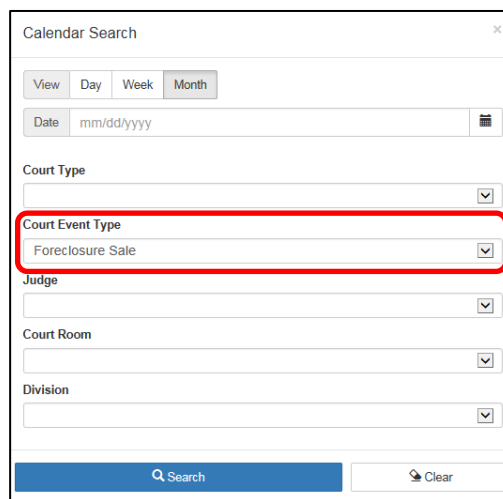 Calendar Search ×
View Day Week Month
Date mm/dd/yyyy
Court Type
Court Event Type
Foreclosure Sale
Judge
Court Room
Division
Search Clear